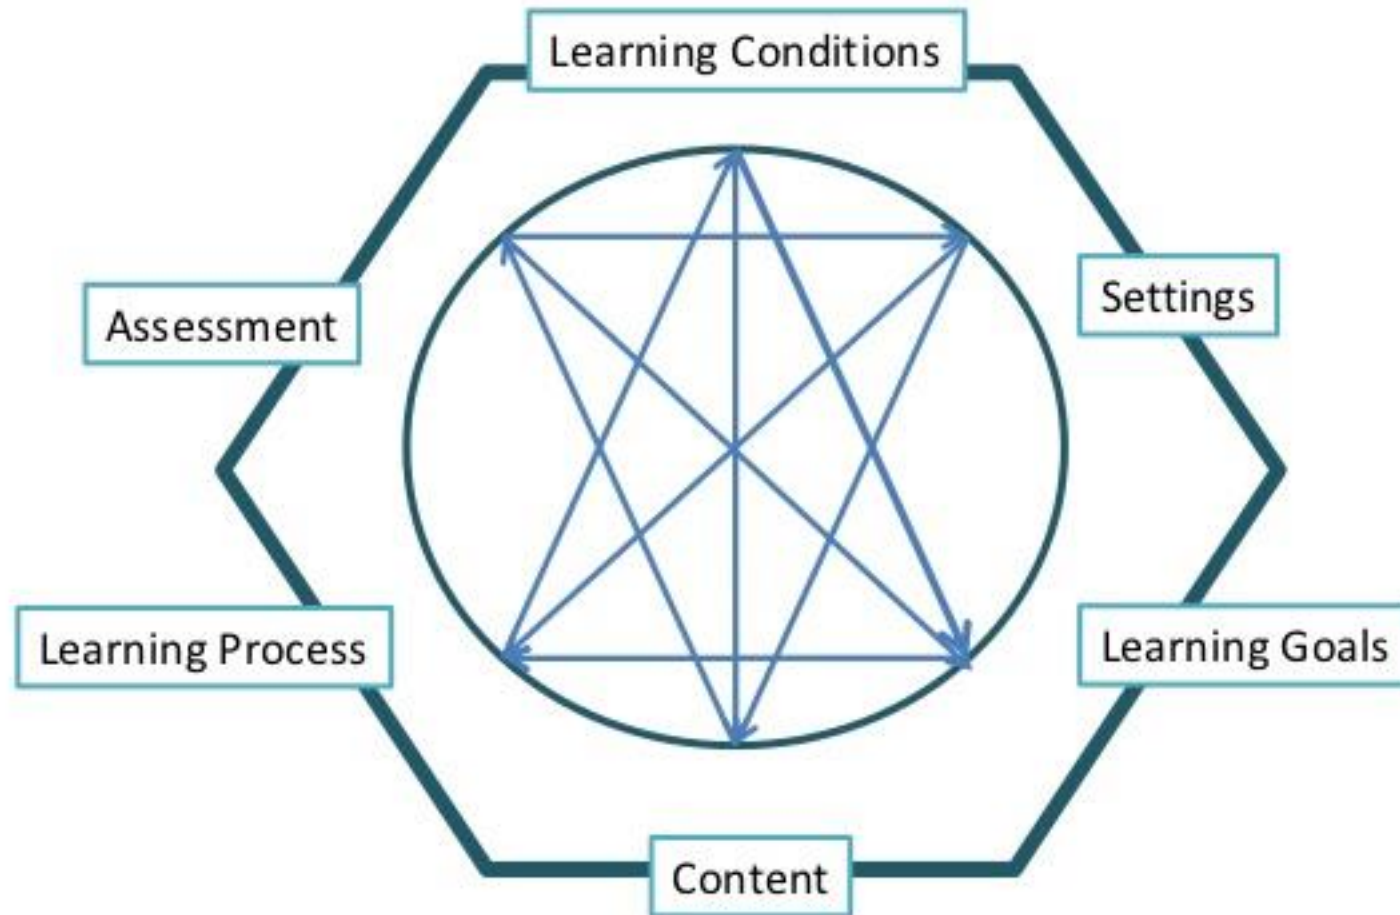 Learning Conditions
Settings
Assessment
Learning Process
Learning Goals
Content